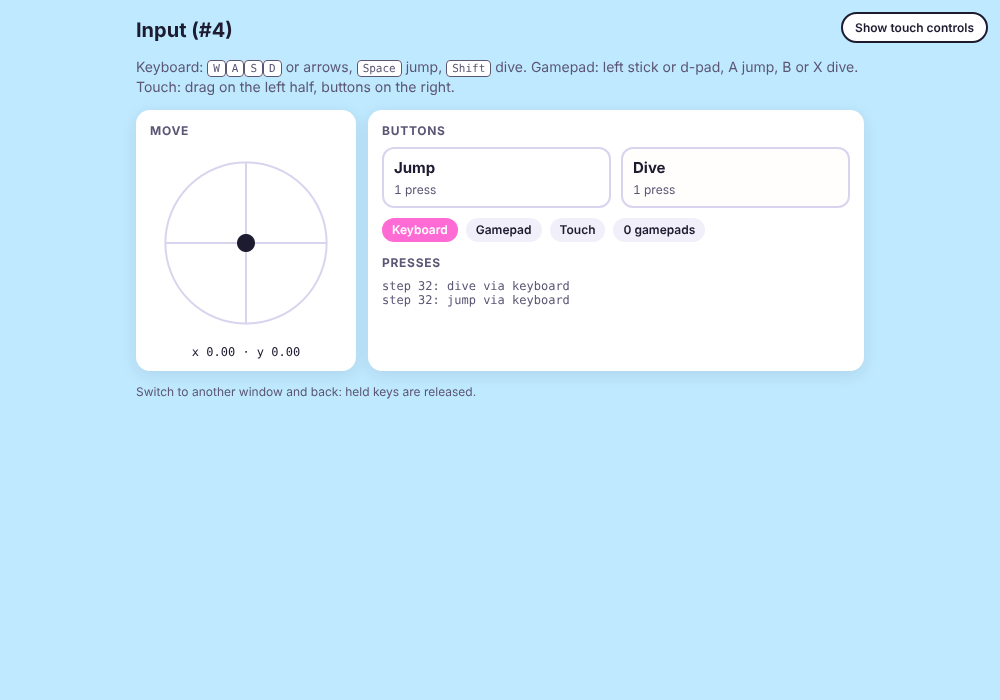 Input (#4)
Show touch controls
Keyboard: W A S D or arrows, Space jump, Shift dive. Gamepad: left stick or d-pad, A jump, B or X dive.
Touch: drag on the left half, buttons on the right.
MOVE
x 0.00 · y 0.00
BUTTONS
Jump
1 press
Dive
1 press
Keyboard Gamepad Touch 0 gamepads
PRESSES
step 32: dive via keyboard
step 32: jump via keyboard
Switch to another window and back: held keys are released.